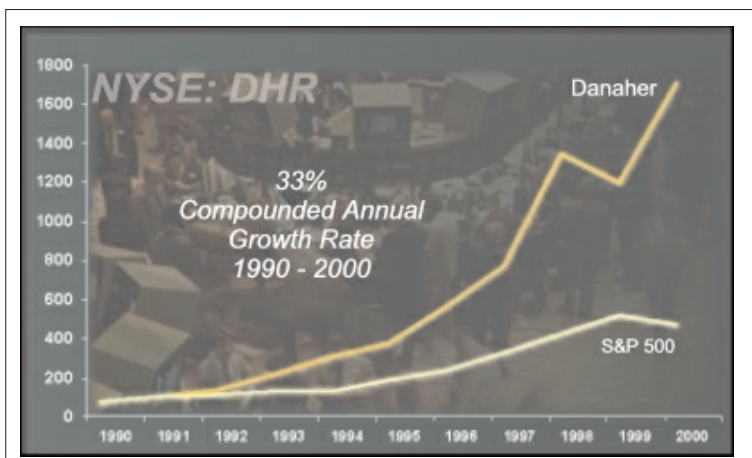 NYSE: DHR
Danaher
33%
Compounded Annual
Growth Rate
1990 - 2000
S&P 500
1800
1600
1400
1200
1000
800
600
400
200
0
1990 1991 1992 1993 1994 1995 1996 1997 1998 1999 2000